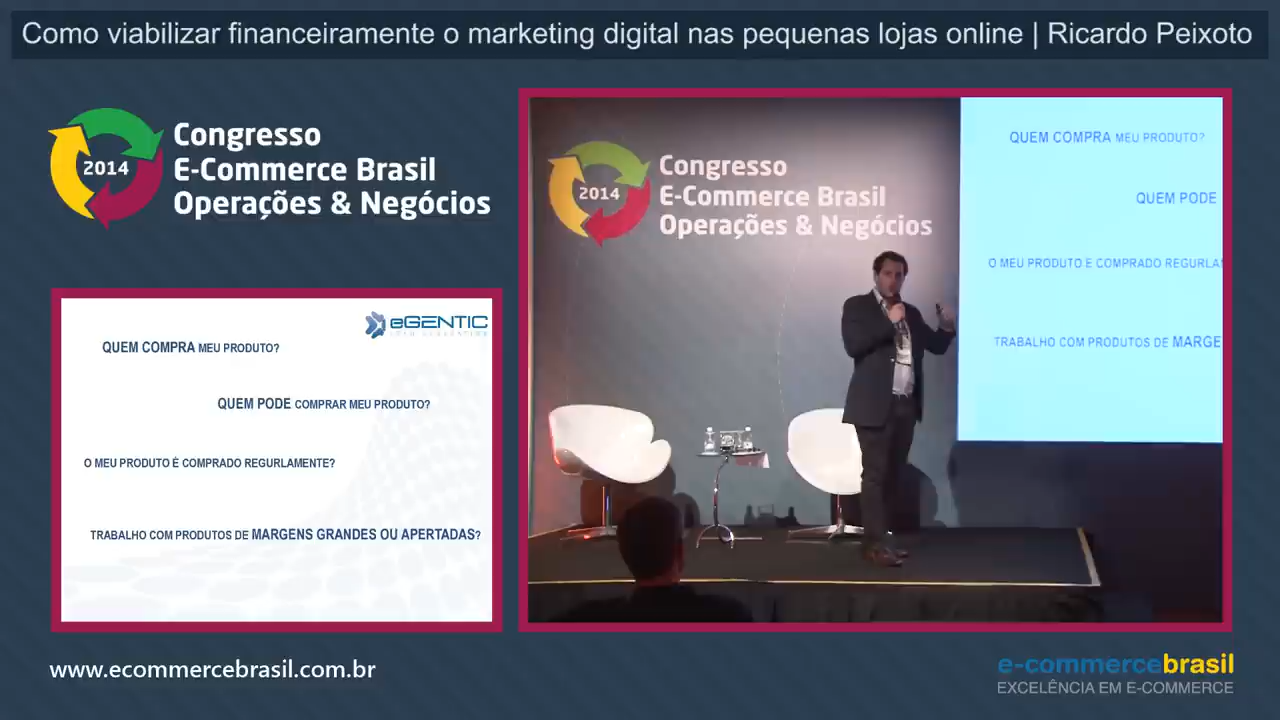 Como viabilizar financeiramente o marketing digital nas pequenas lojas online | Ricardo Peixoto
2014
Congresso
E-Commerce Brasil
Operações & Negócios
eGENTIC
QUEM COMPRA MEU PRODUTO?
QUEM PODE COMPRAR MEU PRODUTO?
O MEU PRODUTO É COMPRADO REGURLAMENTE?
TRABALHO COM PRODUTOS DE MARGENS GRANDES OU APERTADAS?
2014
Congresso
E-Commerce Brasil
Operações & Negócios
QUEM COMPRA MEU PRODUTO?
QUEM PODE
O MEU PRODUTO E COMPRADO REGURLA
TRABALHO COM PRODUTOS DE MARGE
www.ecommercebrasil.com.br
e-commercebrasil
EXCELÊNCIA EM E-COMMERCE